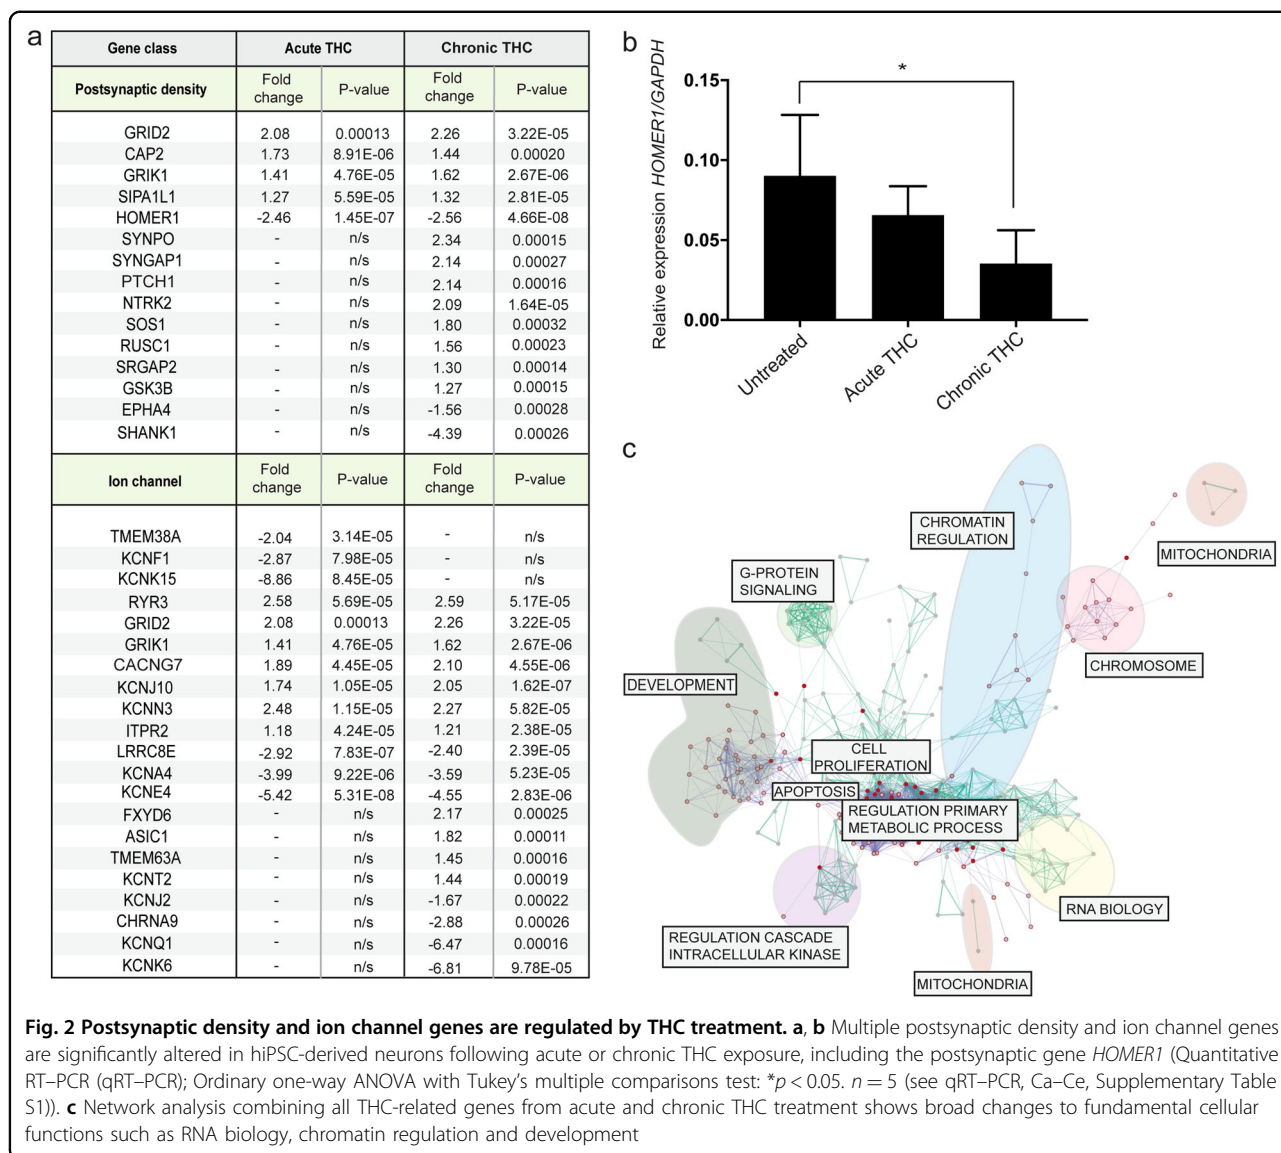 a
Gene class Acute THC Chronic THC
Postsynaptic density Fold change P-value Fold change P-value
GRID2 2.08 0.00013 2.26 3.22E-05
CAP2 1.73 8.91E-06 1.44 0.00020
GRIK1 1.41 4.76E-05 1.62 2.67E-06
SIPA1L1 1.27 5.59E-05 1.32 2.81E-05
HOMER1 -2.46 1.45E-07 -2.56 4.66E-08
SYNPO - n/s 2.34 0.00015
SYNGAP1 - n/s 2.14 0.00027
PTCH1 - n/s 2.14 0.00016
NTRK2 - n/s 2.09 1.64E-05
SOS1 - n/s 1.80 0.00032
RUSC1 - n/s 1.56 0.00023
SRGAP2 - n/s 1.30 0.00014
GSK3B - n/s 1.27 0.00015
EPHA4 - n/s -1.56 0.00028
SHANK1 - n/s -4.39 0.00026
Ion channel Fold change P-value Fold change P-value
TMEM38A -2.04 3.14E-05 - n/s
KCNF1 -2.87 7.98E-05 - n/s
KCNK15 -8.86 8.45E-05 - n/s
RYR3 2.58 5.69E-05 2.59 5.17E-05
GRID2 2.08 0.00013 2.26 3.22E-05
GRIK1 1.41 4.76E-05 1.62 2.67E-06
CACNG7 1.89 4.45E-05 2.10 4.55E-06
KCNJ10 1.74 1.05E-05 2.05 1.62E-07
KCNN3 2.48 1.15E-05 2.27 5.82E-05
ITPR2 1.18 4.24E-05 1.21 2.38E-05
LRRC8E -2.92 7.83E-07 -2.40 2.39E-05
KCNA4 -3.99 9.22E-06 -3.59 5.23E-05
KCNE4 -5.42 5.31E-08 -4.55 2.83E-06
FXYD6 - n/s 2.17 0.00025
ASIC1 - n/s 1.82 0.00011
TMEM63A - n/s 1.45 0.00016
KCNT2 - n/s 1.44 0.00019
KCNJ2 - n/s -1.67 0.00022
CHRNA9 - n/s -2.88 0.00026
KCNQ1 - n/s -6.47 0.00016
KCNK6 - n/s -6.81 9.78E-05
b
Relative expression HOMER1/GAPDH
0.15
0.10
0.05
0.00
*
Untreated
Acute THC
Chronic THC
c
CHROMATIN
REGULATION
MITOCHONDRIA
G-PROTEIN
SIGNALING
CHROMOSOME
DEVELOPMENT
CELL
PROLIFERATION
APOPTOSIS
REGULATION PRIMARY
METABOLIC PROCESS
RNA BIOLOGY
REGULATION CASCADE
INTRACELLULAR KINASE
MITOCHONDRIA
Fig. 2 Postsynaptic density and ion channel genes are regulated by THC treatment. a, b Multiple postsynaptic density and ion channel genes
are significantly altered in hiPSC-derived neurons following acute or chronic THC exposure, including the postsynaptic gene HOMER1 (Quantitative
RT–PCR (qRT–PCR); Ordinary one-way ANOVA with Tukey's multiple comparisons test: *p < 0.05. n = 5 (see qRT–PCR, Ca–Ce, Supplementary Table
S1)). c Network analysis combining all THC-related genes from acute and chronic THC treatment shows broad changes to fundamental cellular
functions such as RNA biology, chromatin regulation and development